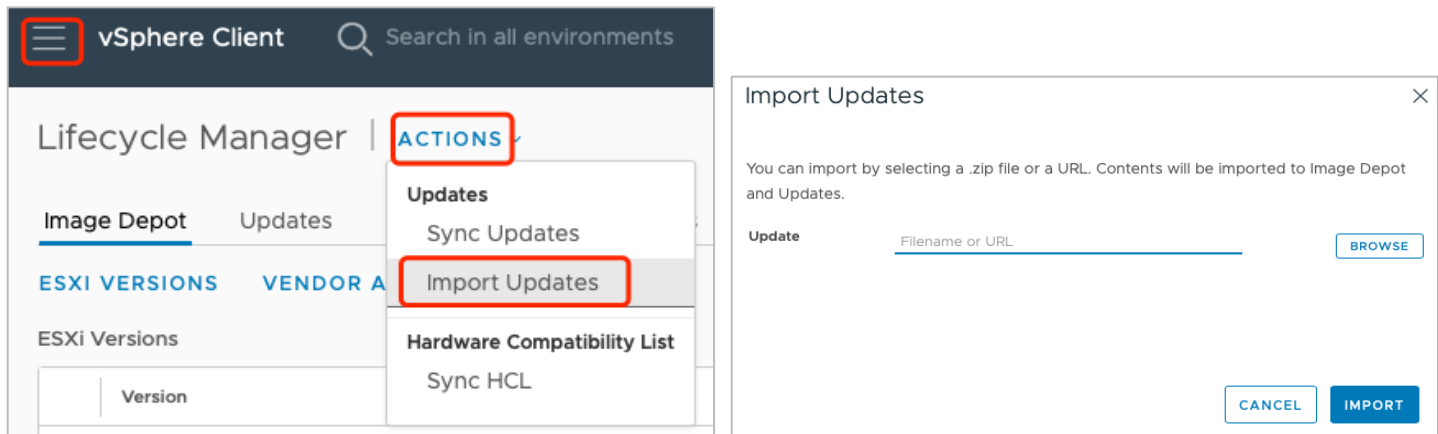 vSphere Client
Search in all environments
Lifecycle Manager
ACTIONS
Image Depot
Updates
Updates
Sync Updates
Import Updates
ESXI VERSIONS
VENDOR A
Hardware Compatibility List
Sync HCL
ESXi Versions
Version
Import Updates
You can import by selecting a .zip file or a URL. Contents will be imported to Image Depot
and Updates.
Update
Filename or URL
BROWSE
CANCEL
IMPORT